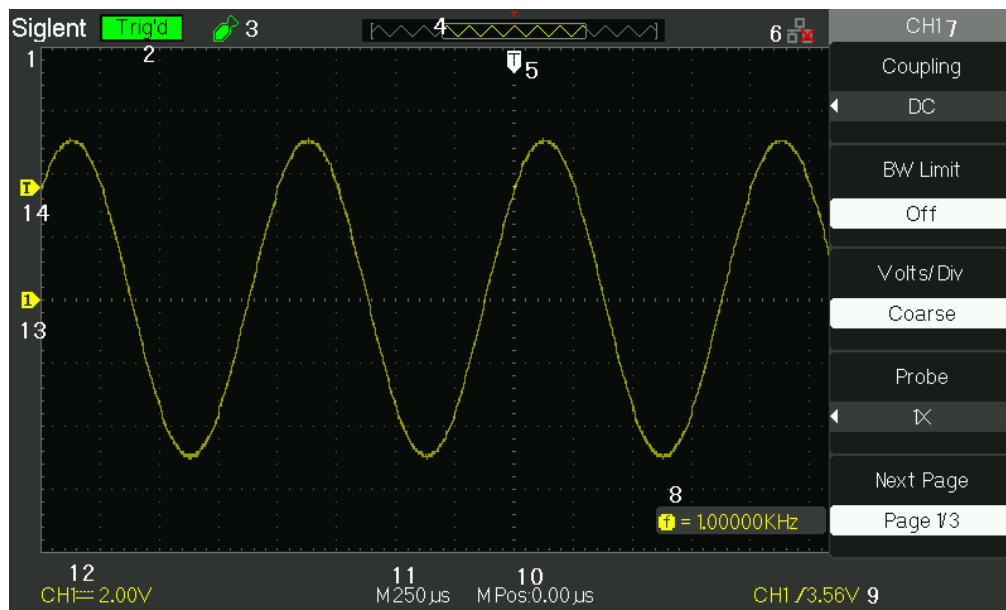 Siglent Trig'd 3 4 6 CH1 7
1 2 T 5
Coupling
DC
BW Limit
Off
T
14
Volts/Div
Coarse
1
13
Probe
1X
Next Page
Page 1/3
8
f = 1.00000KHz
12 11 10
CH1 2.00V M 250µs M Pos:0.00µs CH1 /3.56V 9